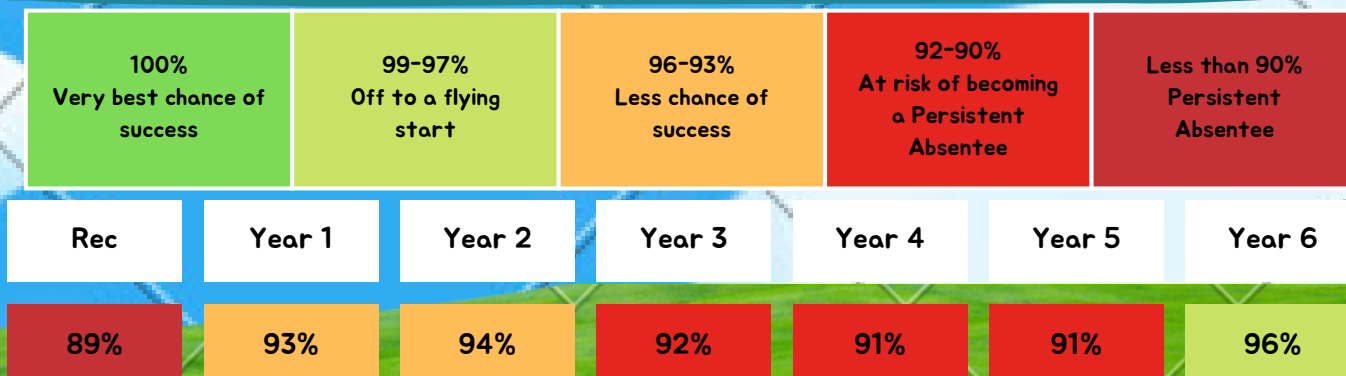 100%
Very best chance of
success
99-97%
Off to a flying
start
96-93%
Less chance of
success
92-90%
At risk of becoming
a Persistent
Absentee
Less than 90%
Persistent
Absentee
Rec
Year 1
Year 2
Year 3
Year 4
Year 5
Year 6
89%
93%
94%
92%
91%
91%
96%